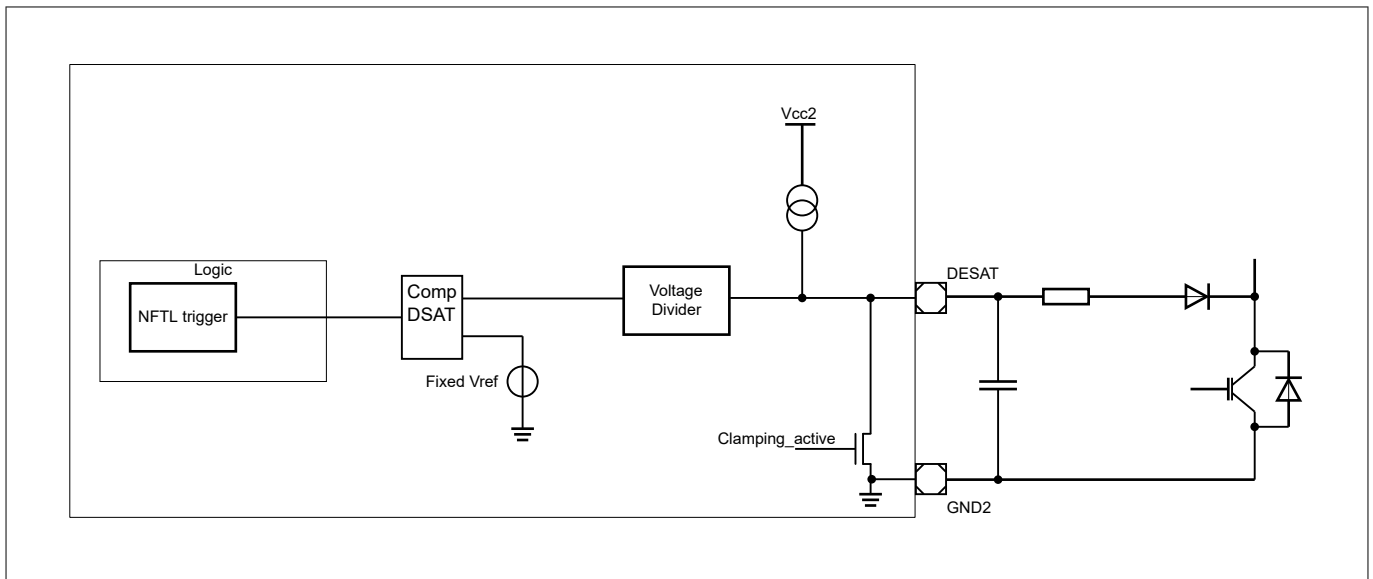 Vcc2
Logic
NFTL trigger
Comp
DSAT
Voltage
Divider
DESAT
Fixed Vref
Clamping_active
GND2